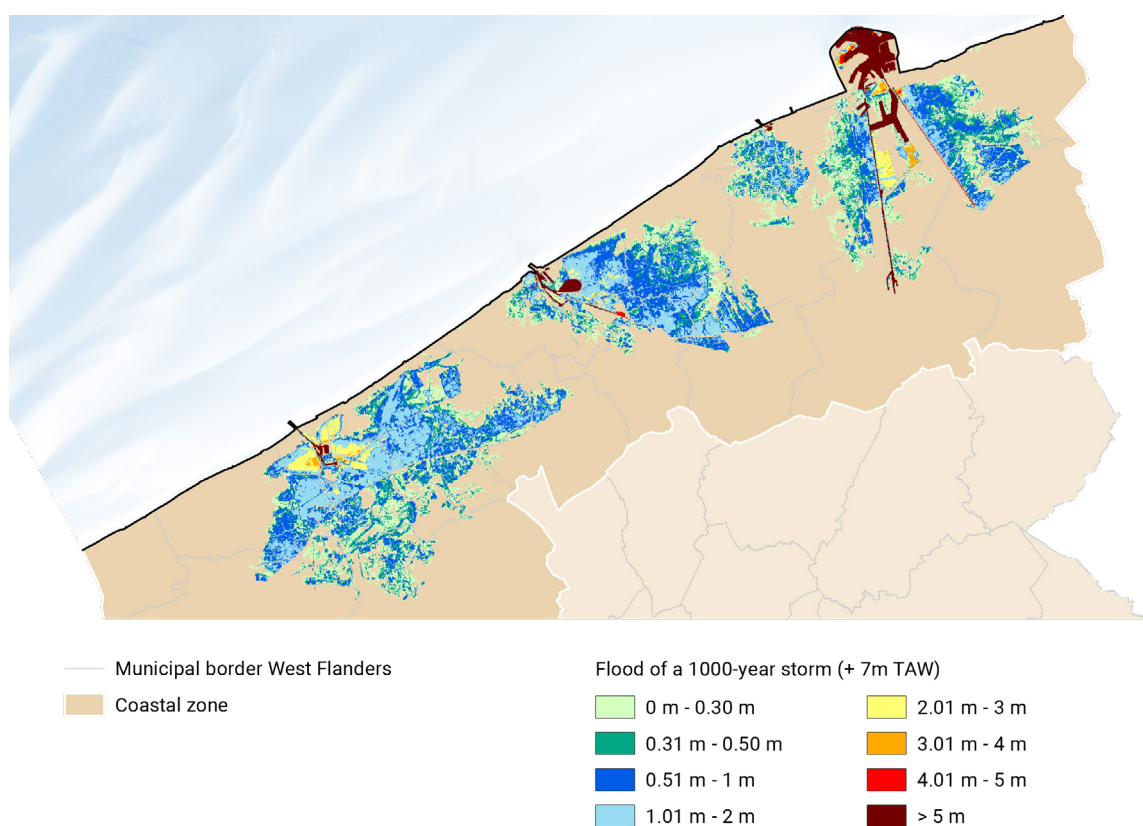 Municipal border West Flanders
Coastal zone
Flood of a 1000-year storm (+ 7m TAW)
0 m - 0.30 m
0.31 m - 0.50 m
0.51 m - 1 m
1.01 m - 2 m
2.01 m - 3 m
3.01 m - 4 m
4.01 m - 5 m
> 5 m